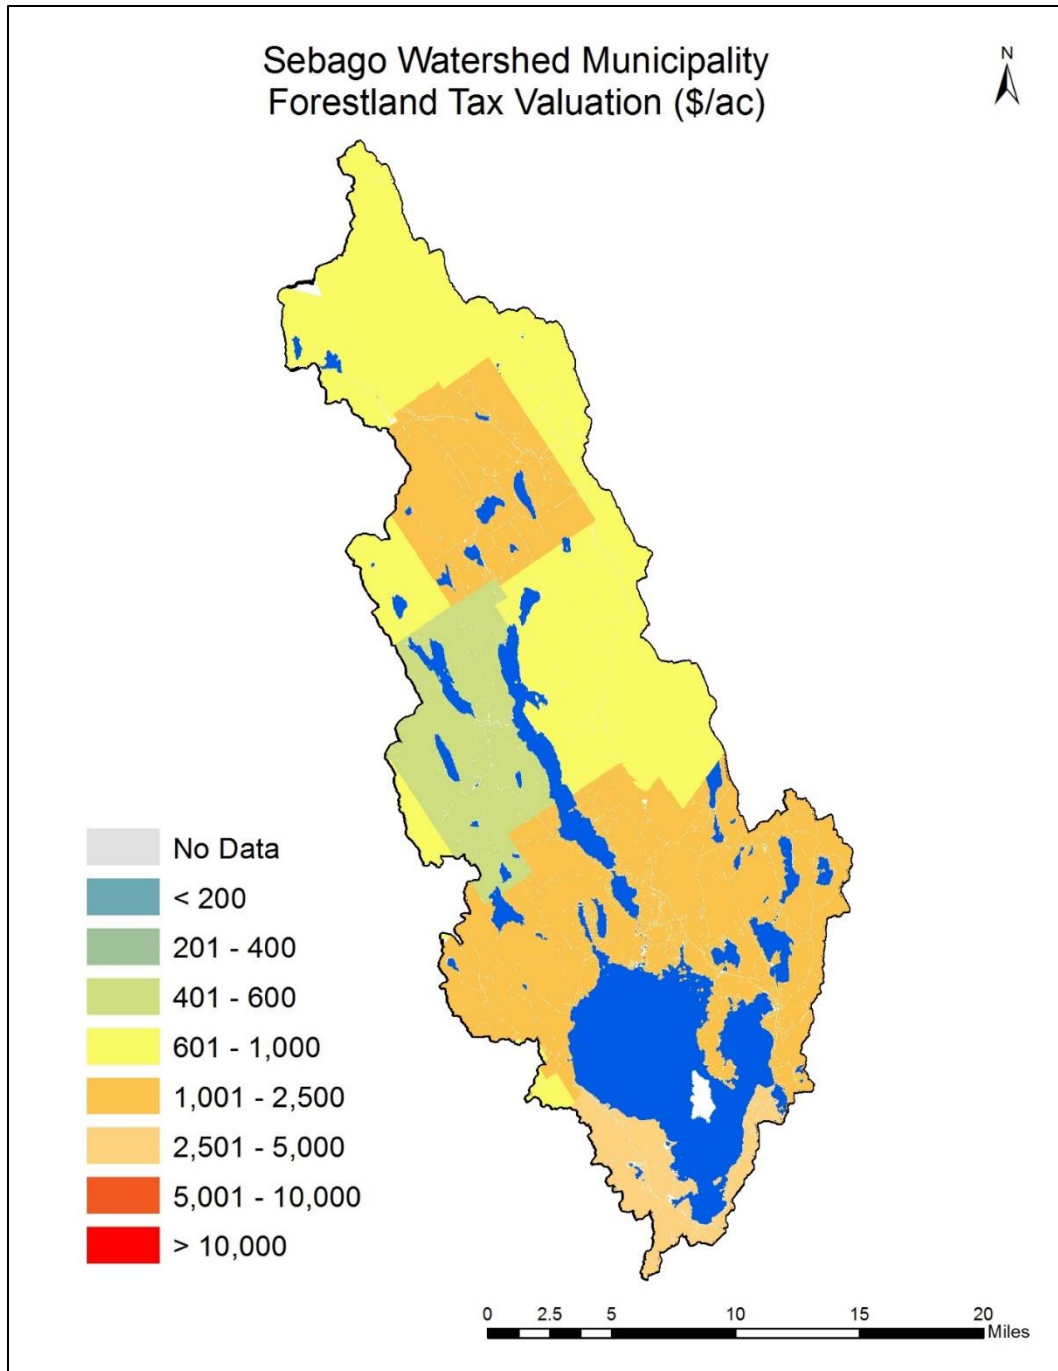 Sebago Watershed Municipality
Forestland Tax Valuation ($/ac)
N
No Data
< 200
201 - 400
401 - 600
601 - 1,000
1,001 - 2,500
2,501 - 5,000
5,001 - 10,000
> 10,000
0 2.5 5 10 15 20
Miles